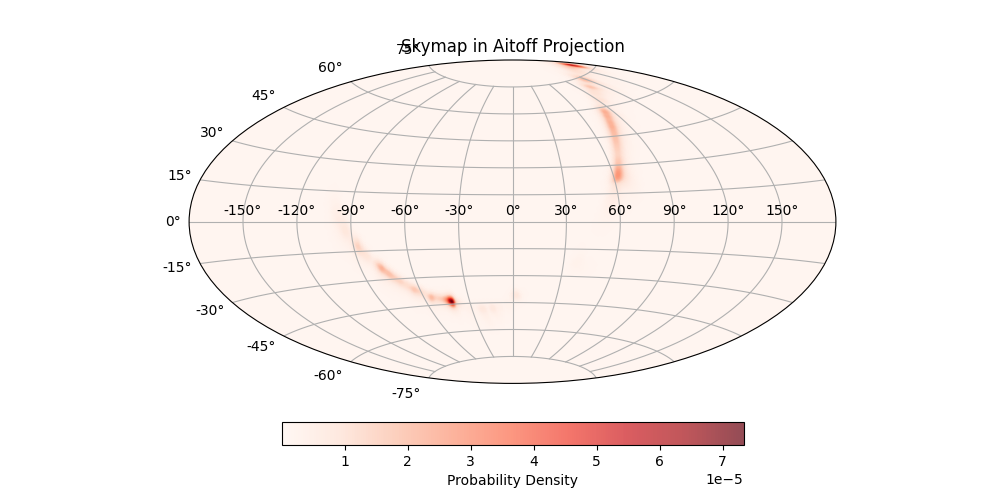 Skymap in Aitoff Projection
75°
60°
45°
30°
15°
-150° -120° -90° -60° -30° 0° 30° 60° 90° 120° 150°
0°
-15°
-30°
-45°
-60°
-75°
1 2 3 4 5 6 7
1e−5
Probability Density